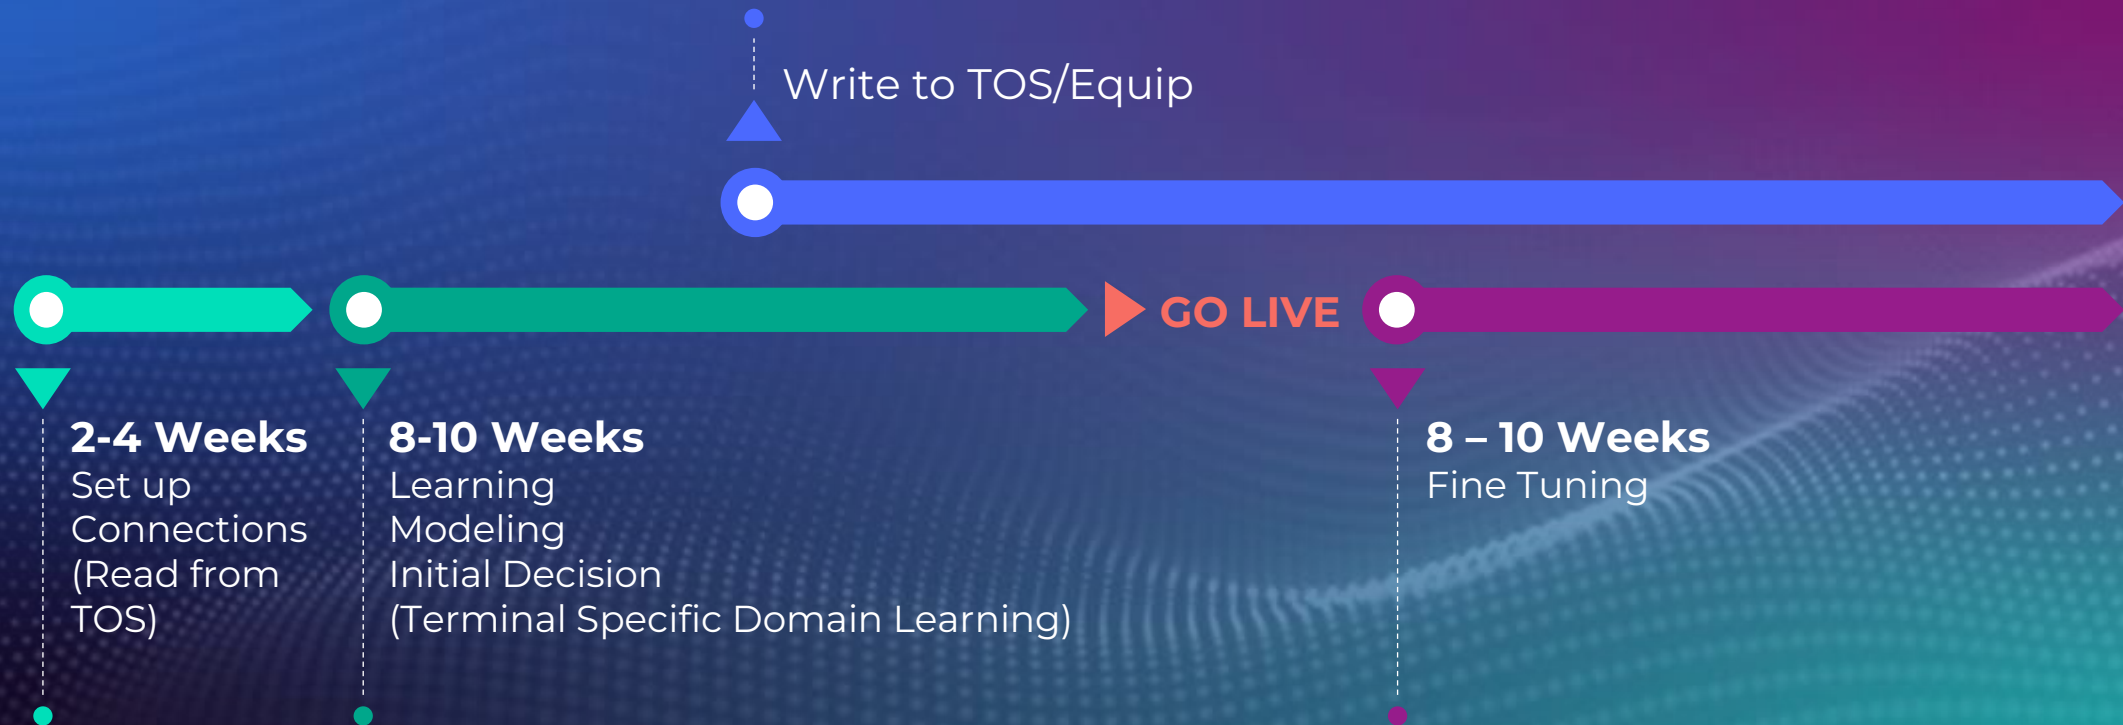 Write to TOS/Equip
GO LIVE
2-4 Weeks
Set up
Connections
(Read from
TOS)
8-10 Weeks
Learning
Modeling
Initial Decision
(Terminal Specific Domain Learning)
8 – 10 Weeks
Fine Tuning